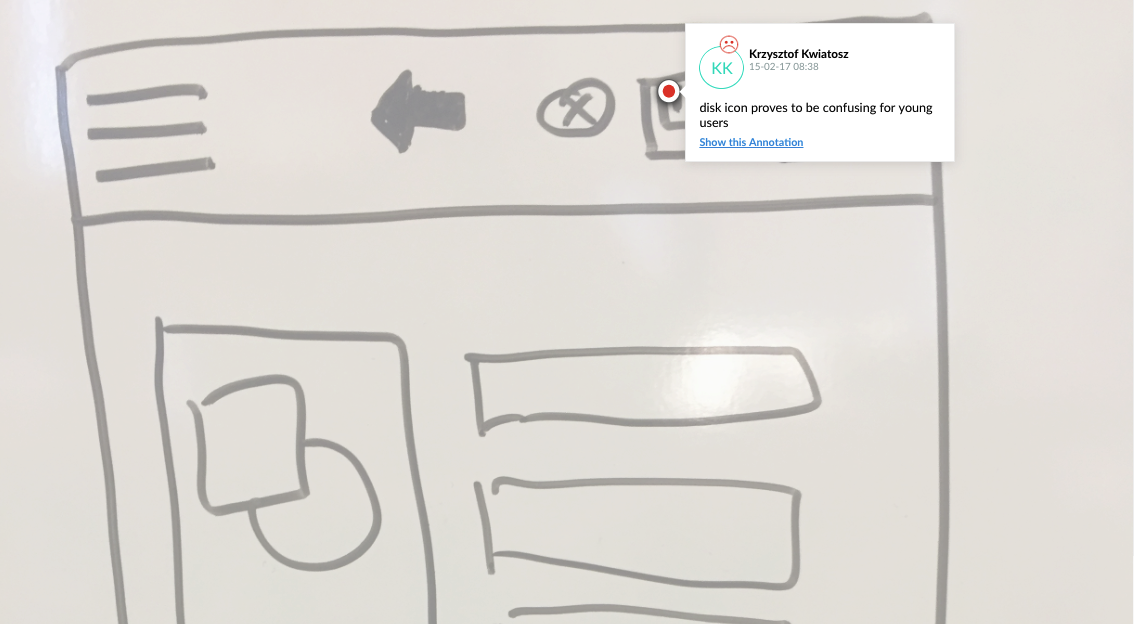 KK
Krzysztof Kwiatosz
15-02-17 08:38
disk icon proves to be confusing for young
users
Show this Annotation